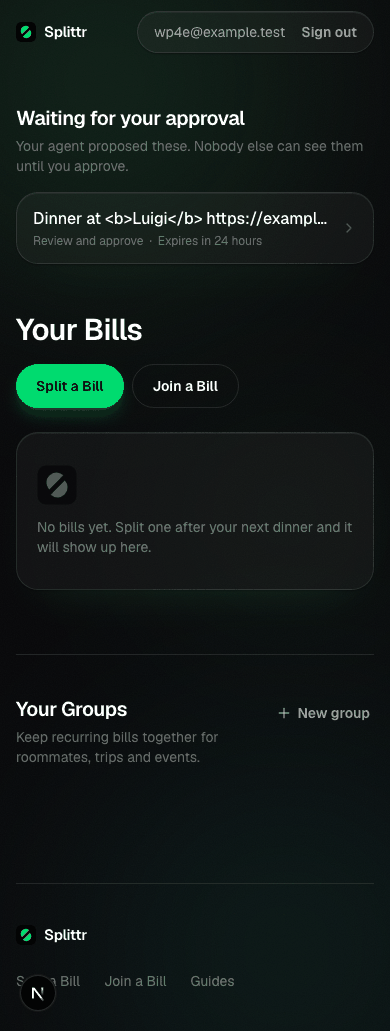 Splittr
wp4e@example.test Sign out
Waiting for your approval
Your agent proposed these. Nobody else can see them
until you approve.
Dinner at <b>Luigi</b> https://exampl...
Review and approve · Expires in 24 hours
Your Bills
Split a Bill Join a Bill
No bills yet. Split one after your next dinner and it
will show up here.
Your Groups
+ New group
Keep recurring bills together for
roommates, trips and events.
Splittr
Bill Join a Bill Guides
N